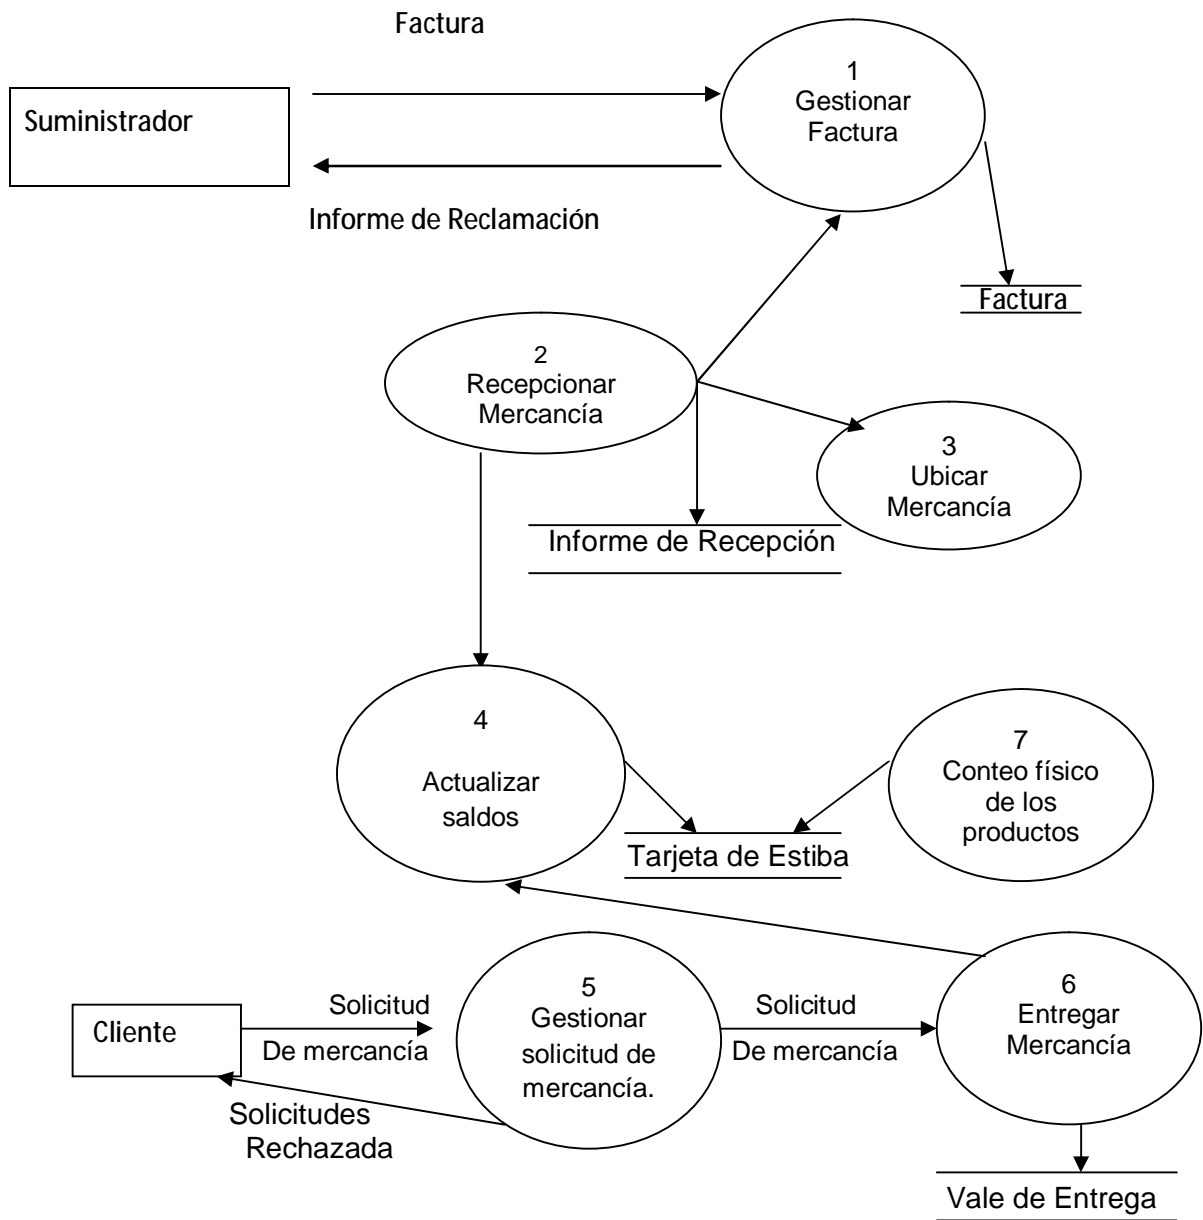 Factura
1
Gestionar
Factura
Suministrador
Informe de Reclamación
Factura
2
Recepcionar
Mercancía
3
Ubicar
Mercancía
Informe de Recepción
4
Actualizar
saldos
7
Conteo físico
de los
productos
Tarjeta de Estiba
Cliente
Solicitud
De mercancía
5
Gestionar
solicitud de
mercancía.
Solicitud
De mercancía
6
Entregar
Mercancía
Solicitudes
Rechazada
Vale de Entrega